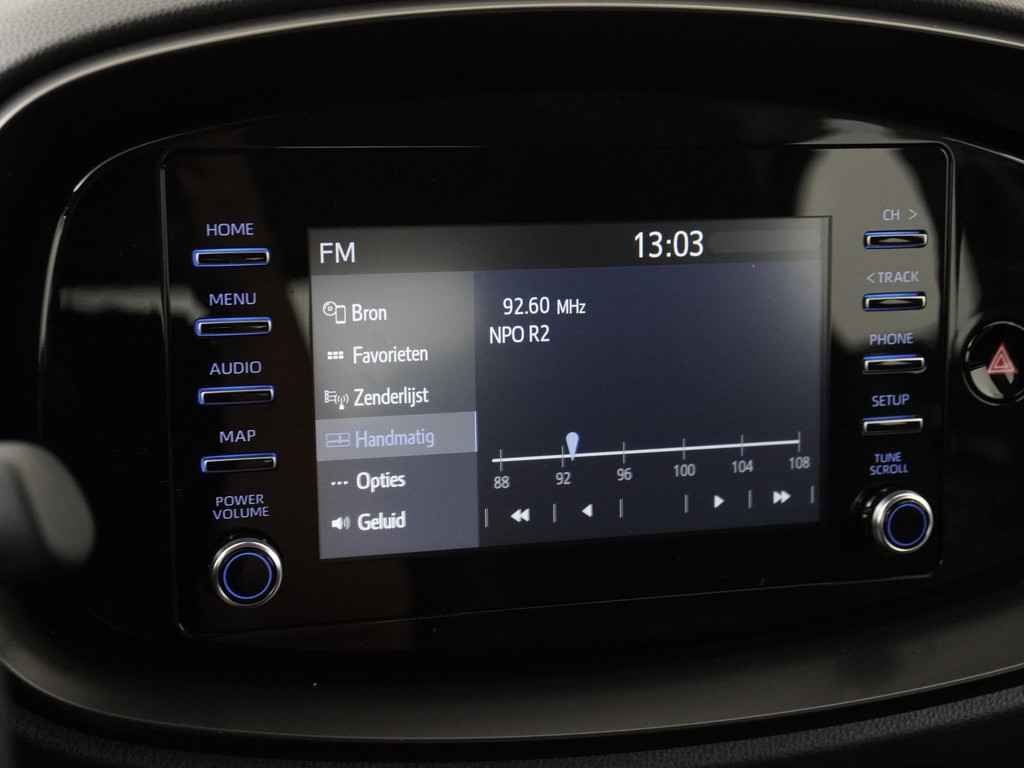 HOME
MENU
AUDIO
MAP
POWER
VOLUME
FM
13:03
Bron
Favorieten
Zenderlijst
Handmatig
Opties
Geluid
92.60 MHz
NPO R2
88 92 96 100 104 108
CH >
< TRACK
PHONE
SETUP
TUNE
SCROLL